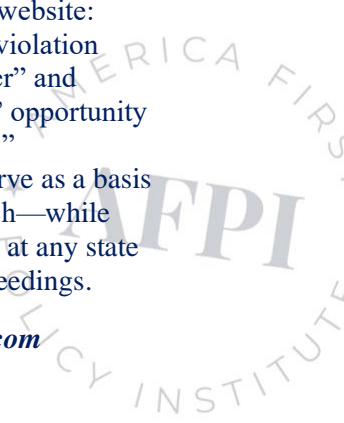 website:
violation
er” and
’ opportunity
”
rve as a basis
h—while
at any state
eedings.
com
AMERICA FIRST
AFPI
POLICY INSTITUTE